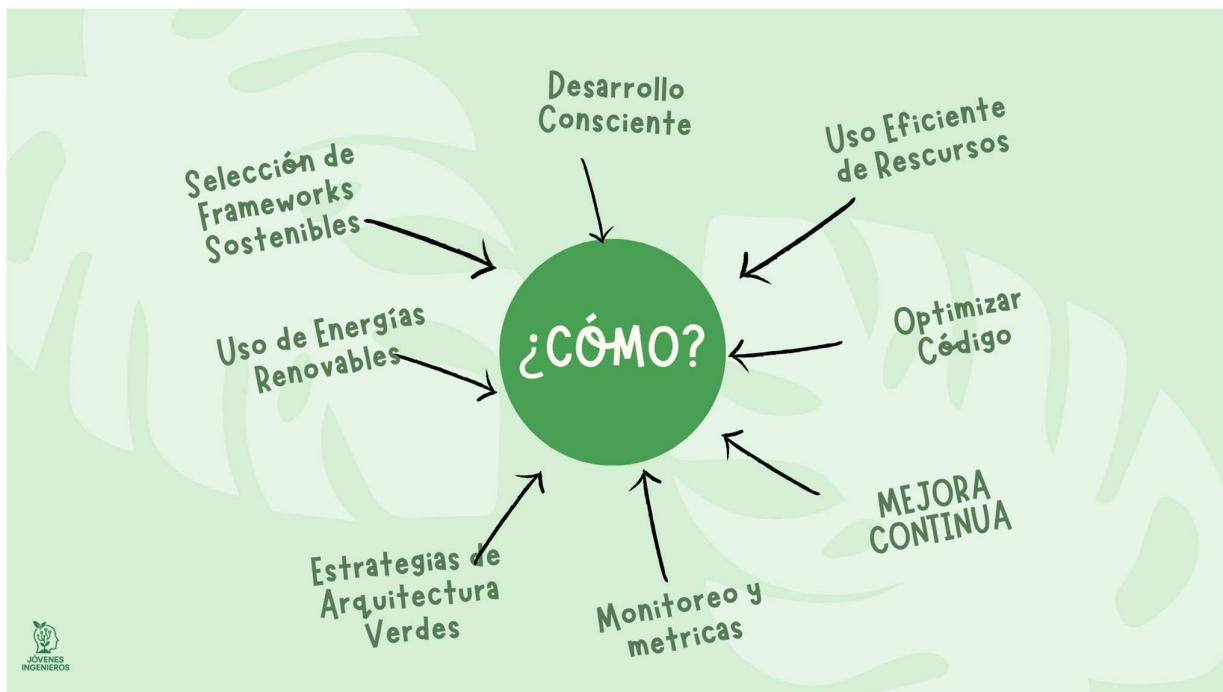 Desarrollo
Consciente
Uso Eficiente
de Rescursos
Selección de
Frameworks
Sostenibles
¿CÓMO?
Optimizar
Código
Uso de Energías
Renovables
MEJORA
CONTINUA
Estrategias de
Arquitectura
Verdes
Monitoreo y
metricas
JÓVENES
INGENIEROS